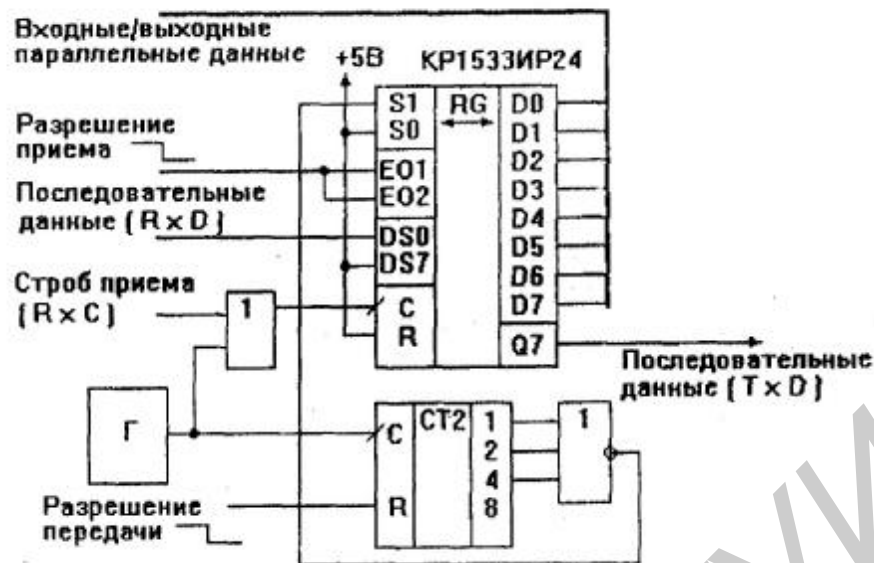 Входные/выходные
параллельные данные
+5В
КР1533ИР24
S1
RG
D0
S0
D1
Разрешение
приема
EO1
D2
EO2
D3
Последовательные
данные ( R x D )
D4
DS0
D5
DS7
D6
Строб приема
( R x C )
1
C
D7
R
Q7
Последовательные
данные ( T x D )
Г
C
CT2
1
1
2
4
R
8
Разрешение
передачи